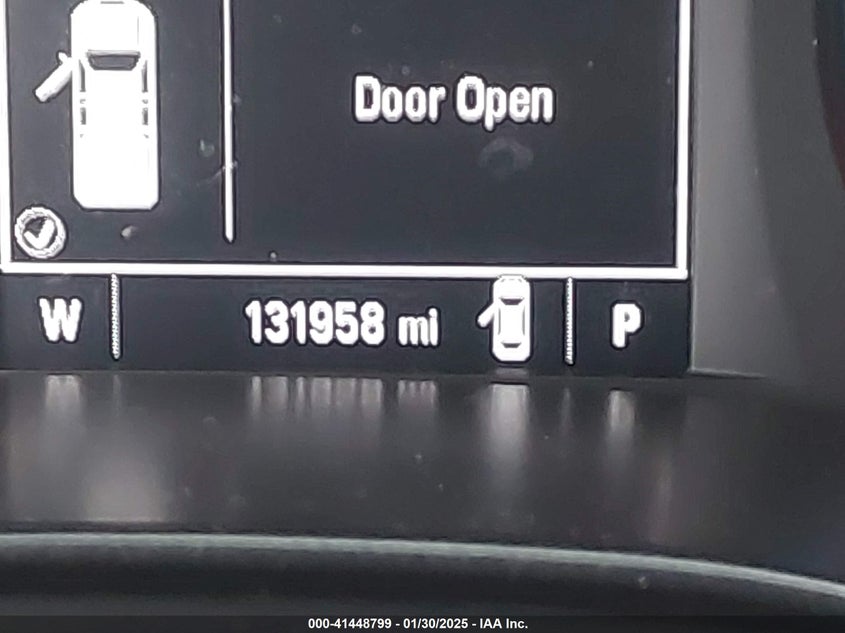 Door Open
W 131958 mi P
000-41448799 - 01/30/2025 - IAA Inc.